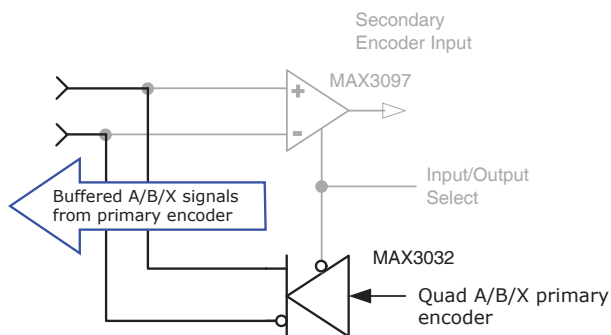 Secondary
Encoder Input
MAX3097
+
-
Input/Output
Select
Buffered A/B/X signals
from primary encoder
MAX3032
Quad A/B/X primary
encoder